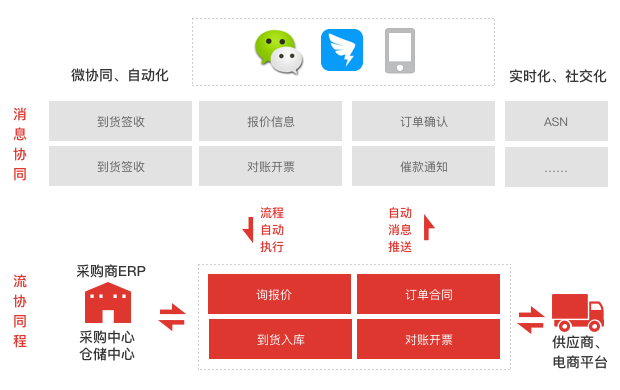 微协同、自动化
实时化、社交化
消息协同
到货签收
报价信息
订单确认
ASN
到货签收
对账开票
催款通知
......
流程
自动
执行
自动
消息
推送
流协同程
采购商ERP
采购中心
仓储中心
询报价
订单合同
到货入库
对账开票
供应商、
电商平台